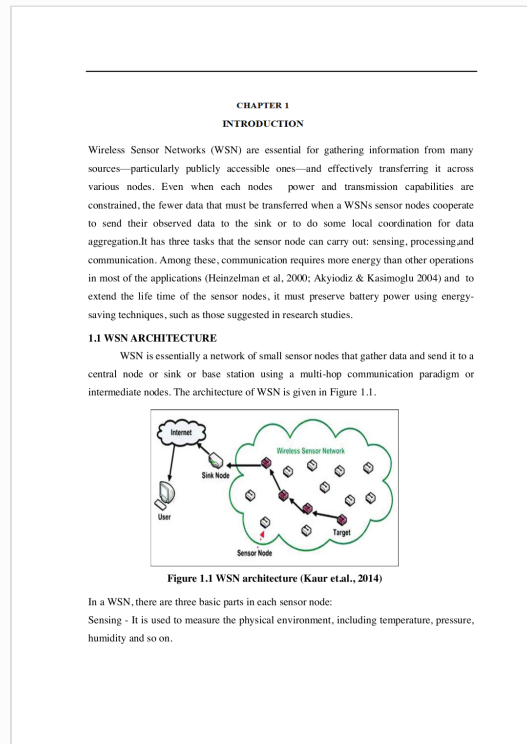 CHAPTER 1
INTRODUCTION
Wireless Sensor Networks (WSN) are essential for gathering information from many
sources—particularly publicly accessible ones—and effectively transferring it across
various nodes. Even when each nodes power and transmission capabilities are
constrained, the fewer data that must be transferred when a WSNs sensor nodes cooperate
to send their observed data to the sink or to do some local coordination for data
aggregation.It has three tasks that the sensor node can carry out: sensing, processing,and
communication. Among these, communication requires more energy than other operations
in most of the applications (Heinzelman et al, 2000; Akyiodiz & Kasimoglu 2004) and to
extend the life time of the sensor nodes, it must preserve battery power using energy-
saving techniques, such as those suggested in research studies.
1.1 WSN ARCHITECTURE
WSN is essentially a network of small sensor nodes that gather data and send it to a
central node or sink or base station using a multi-hop communication paradigm or
intermediate nodes. The architecture of WSN is given in Figure 1.1.
Internet
Wireless Sensor Network
Sink Node
User
Target
Sensor Node
Figure 1.1 WSN architecture (Kaur et.al., 2014)
In a WSN, there are three basic parts in each sensor node:
Sensing - It is used to measure the physical environment, including temperature, pressure,
humidity and so on.